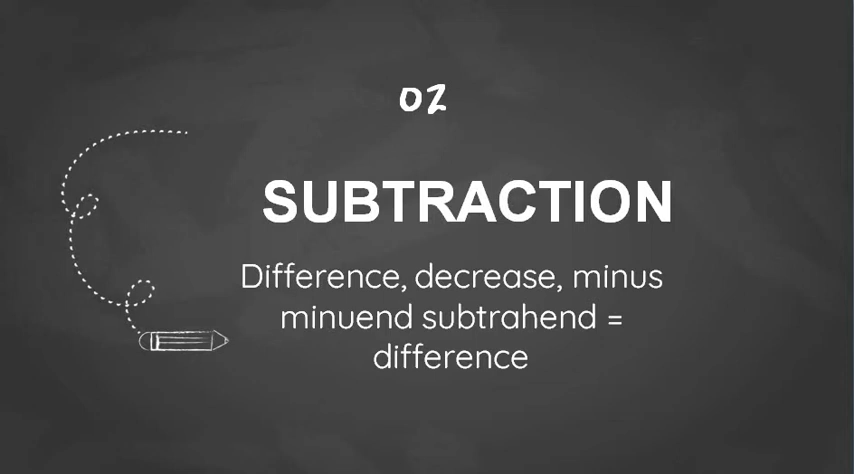 02
SUBTRACTION
Difference, decrease, minus
minuend subtrahend =
difference